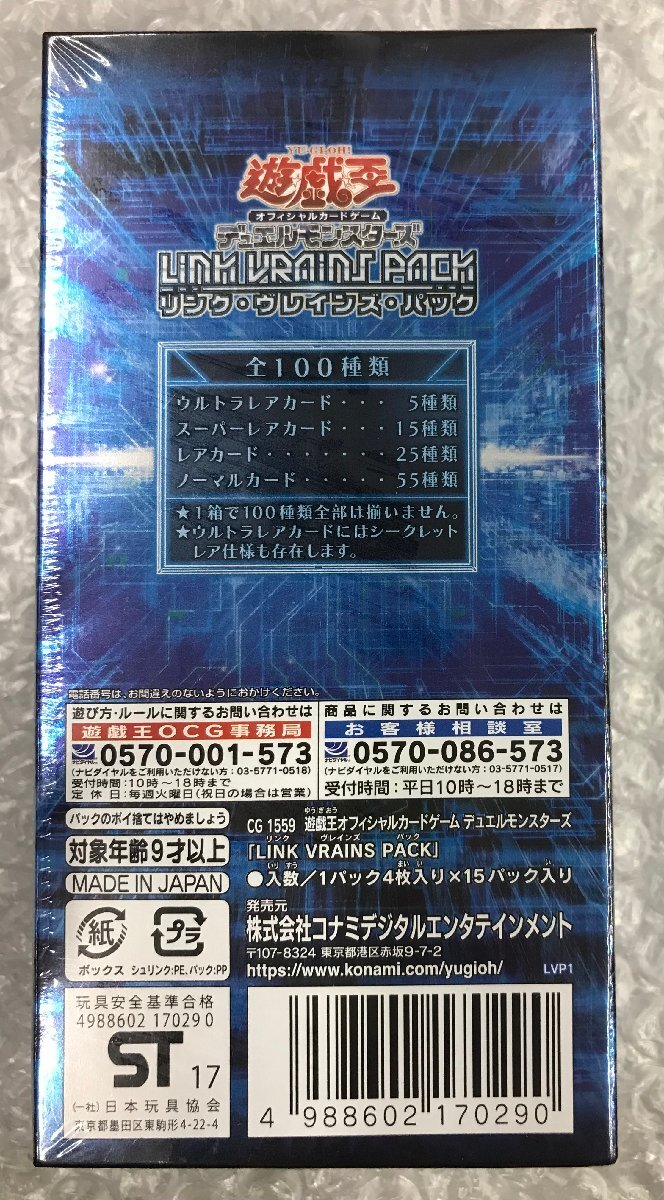 YU-GI-OH!
遊戯王
オフィシャルカードゲーム
デュエルモンスターズ
LINK VRAINS PACK
リンク・ヴレインズ・パック
全100種類
ウルトラレアカード・・・ 5種類
スーパーレアカード・・・ 15種類
レアカード・・・・・・・ 25種類
ノーマルカード・・・・・ 55種類
★1箱で100種類全部は揃いません。
★ウルトラレアカードにはシークレット
レア仕様も存在します。
電話番号は、お間違えのないようにおかけください。
遊び方・ルールに関するお問い合わせは
遊戯王OCG事務局
ナビダイヤル 0570-001-573
(ナビダイヤルをご利用いただけない方:03-5771-0518)
受付時間:10時〜18時まで
定休日:毎週火曜日(祝日の場合は営業)
商品に関するお問い合わせは
お客様相談室
ナビダイヤル 0570-086-573
(ナビダイヤルをご利用いただけない方:03-5771-0517)
受付時間:平日10時〜18時まで
パックのポイ捨てはやめましょう
対象年齢9才以上
MADE IN JAPAN
CG 1559 遊戯王オフィシャルカードゲーム デュエルモンスターズ
「LINK VRAINS PACK」
●入数/1パック4枚入り×15パック入り
発売元
株式会社コナミデジタルエンタテインメント
〒107-8324 東京都港区赤坂9-7-2
https://www.konami.com/yugioh/ LVP1
紙 プラ
ボックス シュリンク:PE、パック:PP
玩具安全基準合格
4988602 170290
ST 17
(一社)日本玩具協会
東京都墨田区東駒形4-22-4
4 988602 170290